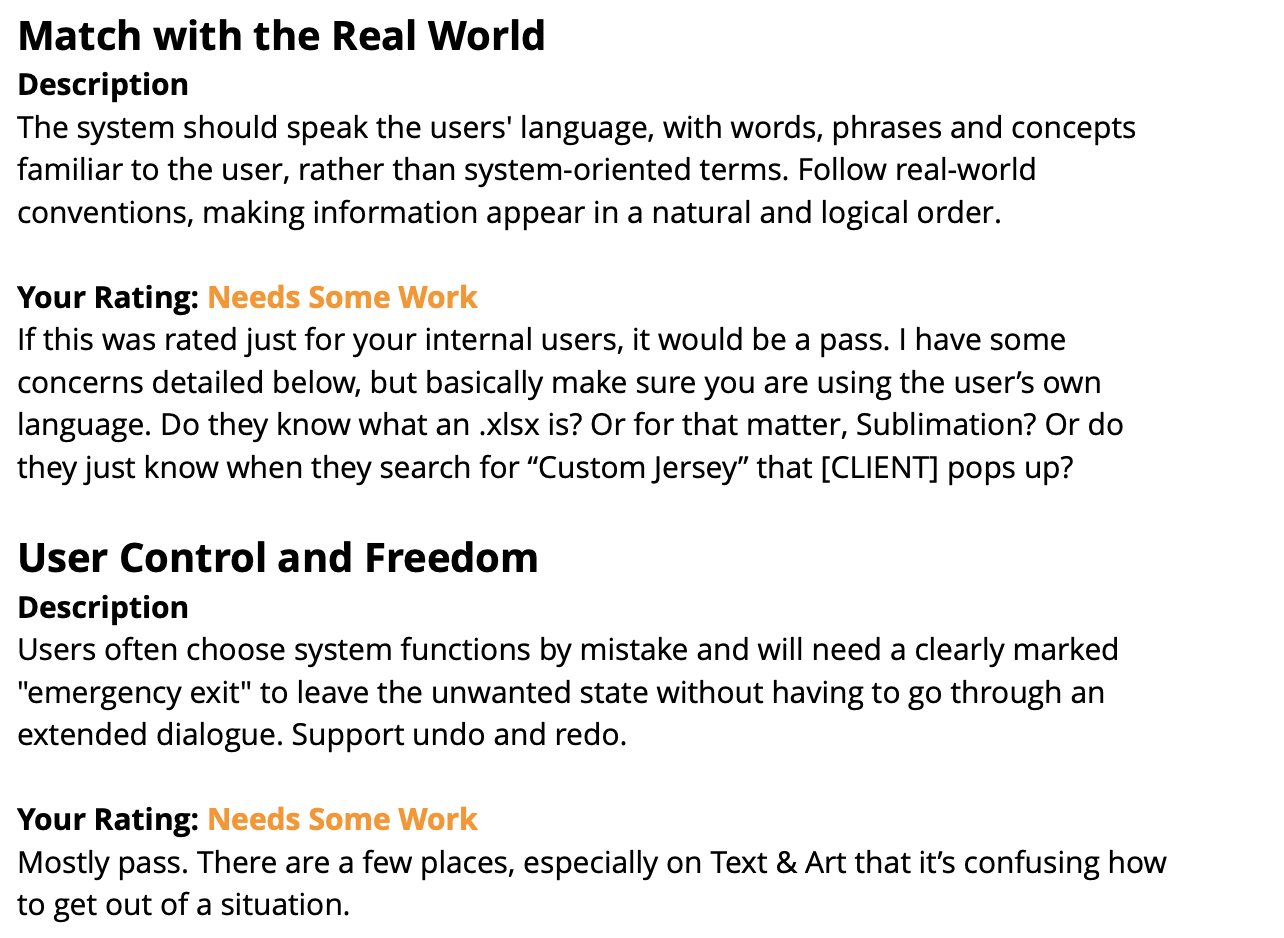 Match with the Real World
Description
The system should speak the users' language, with words, phrases and concepts
familiar to the user, rather than system-oriented terms. Follow real-world
conventions, making information appear in a natural and logical order.
Your Rating: Needs Some Work
If this was rated just for your internal users, it would be a pass. I have some
concerns detailed below, but basically make sure you are using the user’s own
language. Do they know what an .xlsx is? Or for that matter, Sublimation? Or do
they just know when they search for “Custom Jersey” that [CLIENT] pops up?
User Control and Freedom
Description
Users often choose system functions by mistake and will need a clearly marked
"emergency exit" to leave the unwanted state without having to go through an
extended dialogue. Support undo and redo.
Your Rating: Needs Some Work
Mostly pass. There are a few places, especially on Text & Art that it’s confusing how
to get out of a situation.